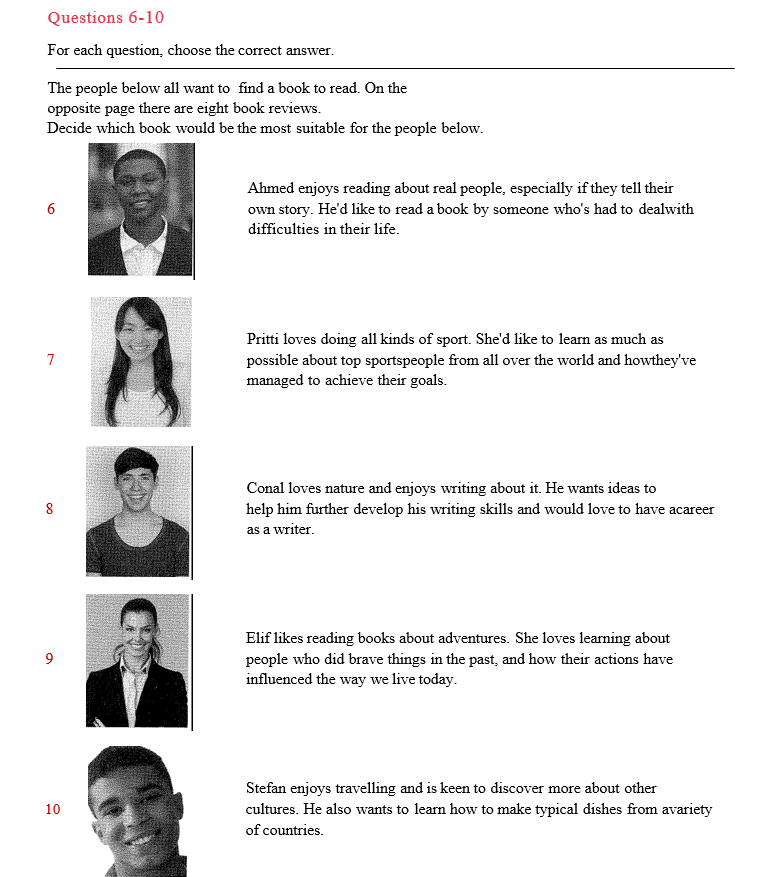 Questions 6-10
For each question, choose the correct answer.
The people below all want to find a book to read. On the
opposite page there are eight book reviews.
Decide which book would be the most suitable for the people below.
6
Ahmed enjoys reading about real people, especially if they tell their
own story. He'd like to read a book by someone who's had to dealwith
difficulties in their life.
7
Pritti loves doing all kinds of sport. She'd like to learn as much as
possible about top sportspeople from all over the world and howthey've
managed to achieve their goals.
8
Conal loves nature and enjoys writing about it. He wants ideas to
help him further develop his writing skills and would love to have acareer
as a writer.
9
Elif likes reading books about adventures. She loves learning about
people who did brave things in the past, and how their actions have
influenced the way we live today.
10
Stefan enjoys travelling and is keen to discover more about other
cultures. He also wants to learn how to make typical dishes from avariety
of countries.